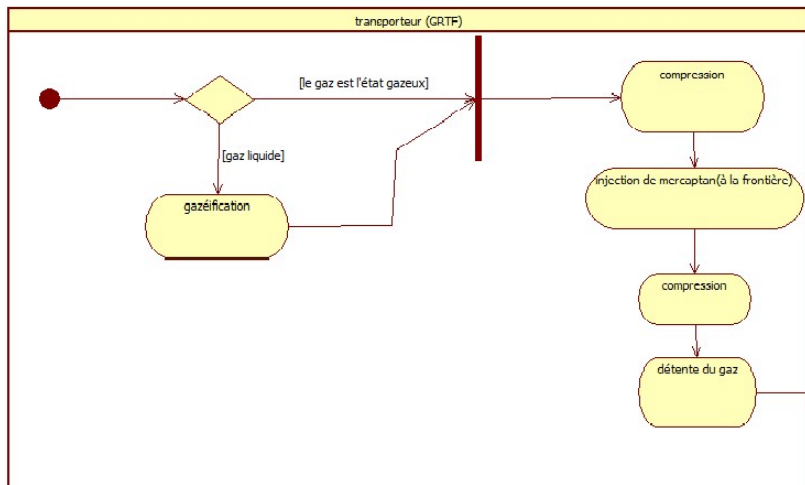 transporteur (GRTF)
[le gaz est l'état gazeux]
compression
[gaz liquide]
injection de mercaptan(à la frontière)
gazéification
compression
détente du gaz